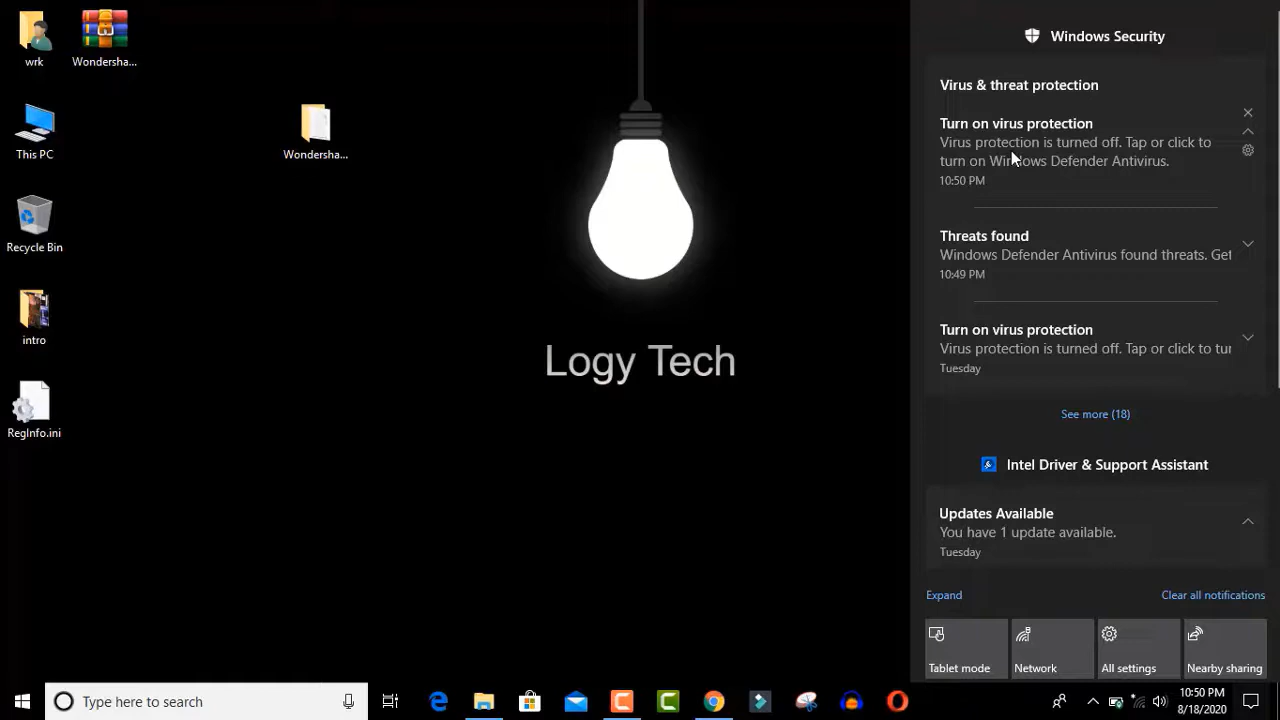 wrk
Wondersha...
This PC
Wondersha...
Recycle Bin
intro
RegInfo.ini
Logy Tech
Windows Security
Virus & threat protection
Turn on virus protection
Virus protection is turned off. Tap or click to
turn on Windows Defender Antivirus.
10:50 PM
Threats found
Windows Defender Antivirus found threats. Get
10:49 PM
Turn on virus protection
Virus protection is turned off. Tap or click to tur
Tuesday
See more (18)
Intel Driver & Support Assistant
Updates Available
You have 1 update available.
Tuesday
Expand
Clear all notifications
Tablet mode
Network
All settings
Nearby sharing
Type here to search
10:50 PM
8/18/2020